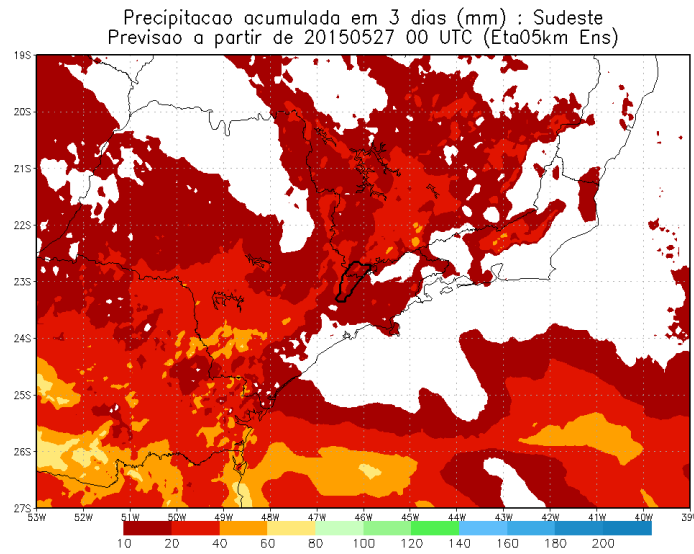 Precipitacao acumulada em 3 dias (mm) : Sudeste
Previsao a partir de 20150527 00 UTC (Eta05km Ens)
19S
20S
21S
22S
23S
24S
25S
26S
27S
53W 52W 51W 50W 49W 48W 47W 46W 45W 44W 43W 42W 41W 40W 39W
10 20 40 60 80 100 120 140 160 180 200